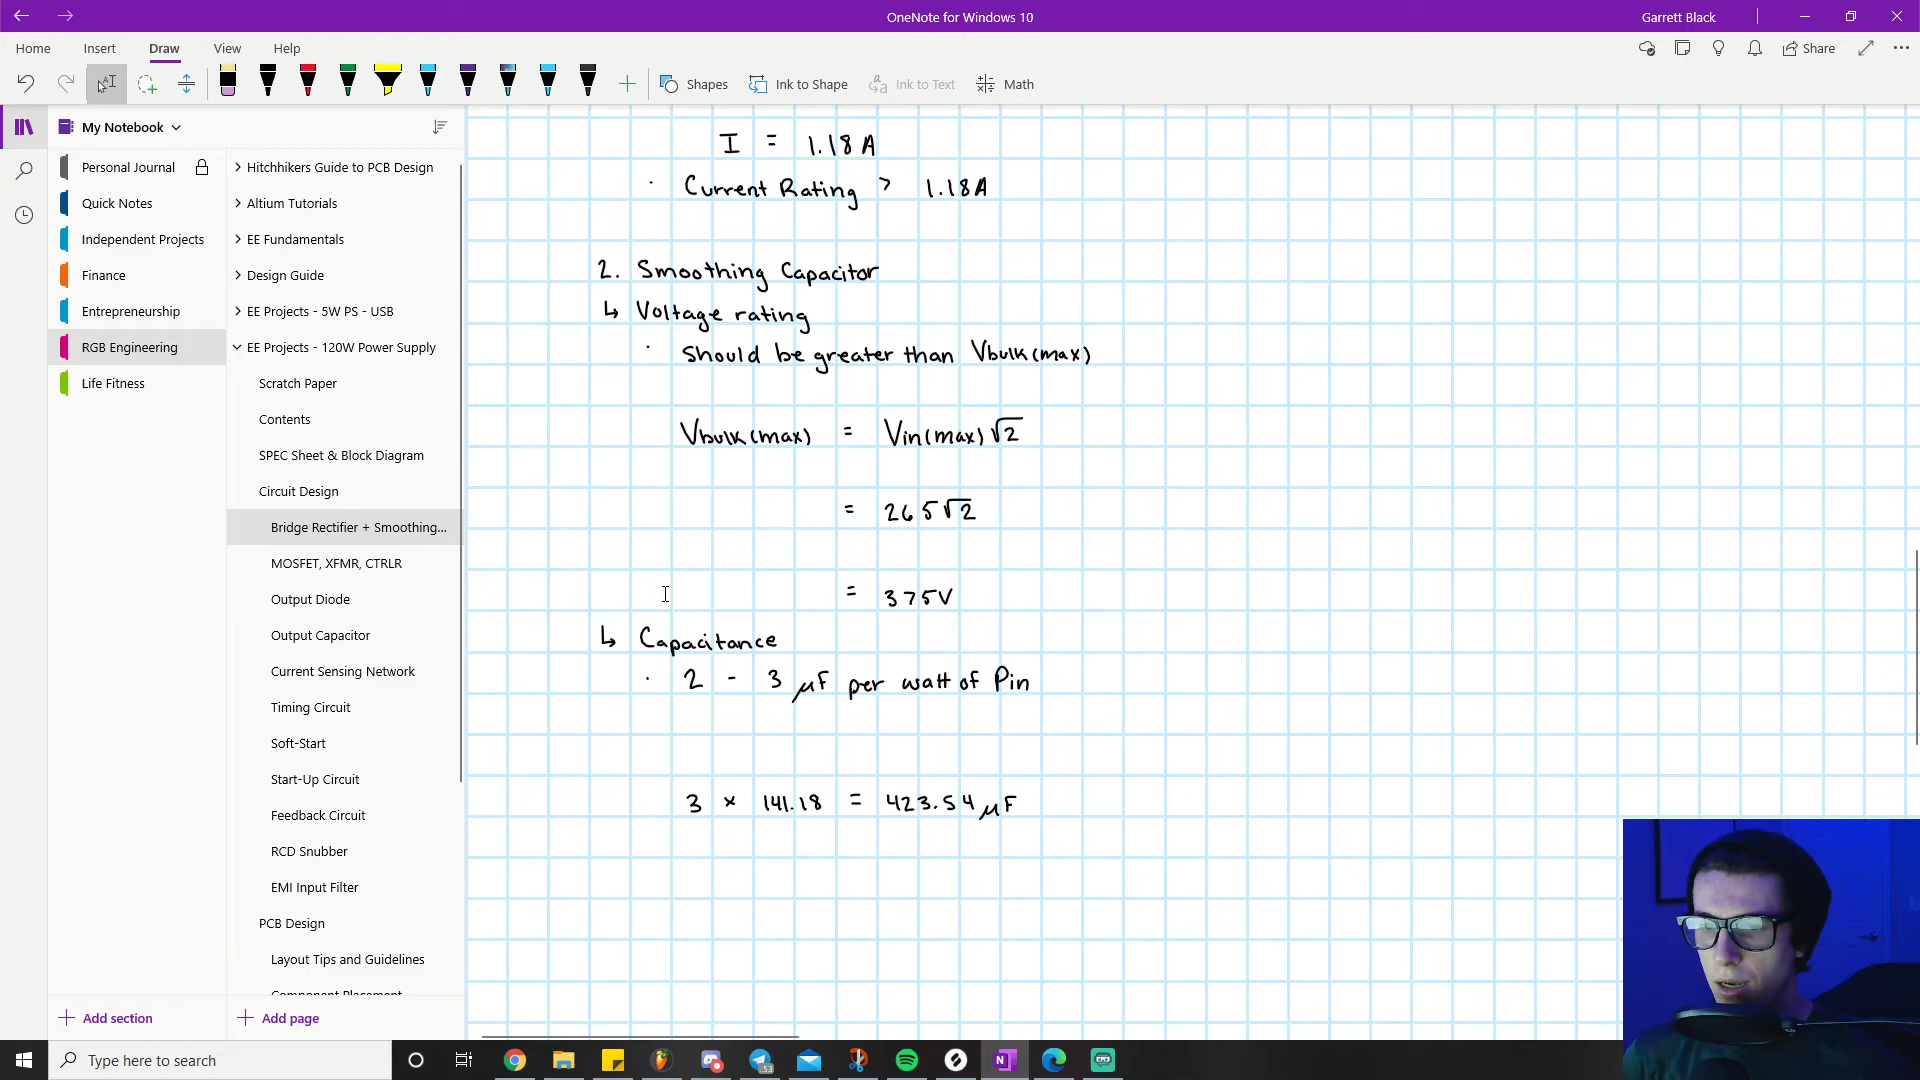 OneNote for Windows 10
Garrett Black
Home Insert Draw View Help
Share
Shapes Ink to Shape Ink to Text Math
My Notebook
Personal Journal
Quick Notes
Independent Projects
Finance
Entrepreneurship
RGB Engineering
Life Fitness
Add section
Hitchhikers Guide to PCB Design
Altium Tutorials
EE Fundamentals
Design Guide
EE Projects - 5W PS - USB
EE Projects - 120W Power Supply
Scratch Paper
Contents
SPEC Sheet & Block Diagram
Circuit Design
Bridge Rectifier + Smoothing...
MOSFET, XFMR, CTRLR
Output Diode
Output Capacitor
Current Sensing Network
Timing Circuit
Soft-Start
Start-Up Circuit
Feedback Circuit
RCD Snubber
EMI Input Filter
PCB Design
Layout Tips and Guidelines
Component Placement
Add page
I = 1.18A
· Current Rating > 1.18A
2. Smoothing Capacitor
↳ Voltage rating
· Should be greater than Vbulk(max)
Vbulk(max) = Vin(max)√2
= 265√2
= 375V
↳ Capacitance
· 2 - 3 μF per watt of Pin
3 × 141.18 = 423.54μF
Type here to search
53